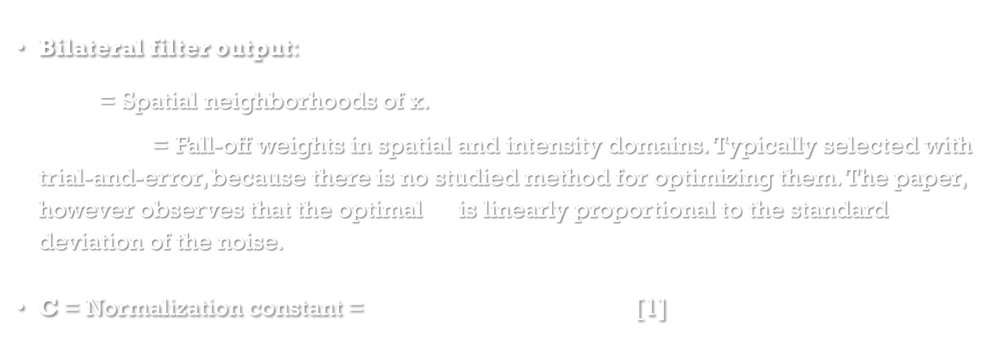 • Bilateral filter output:
= Spatial neighborhoods of x.
= Fall-off weights in spatial and intensity domains. Typically selected with
trial-and-error, because there is no studied method for optimizing them. The paper,
however observes that the optimal is linearly proportional to the standard
deviation of the noise.
• C = Normalization constant = [1]